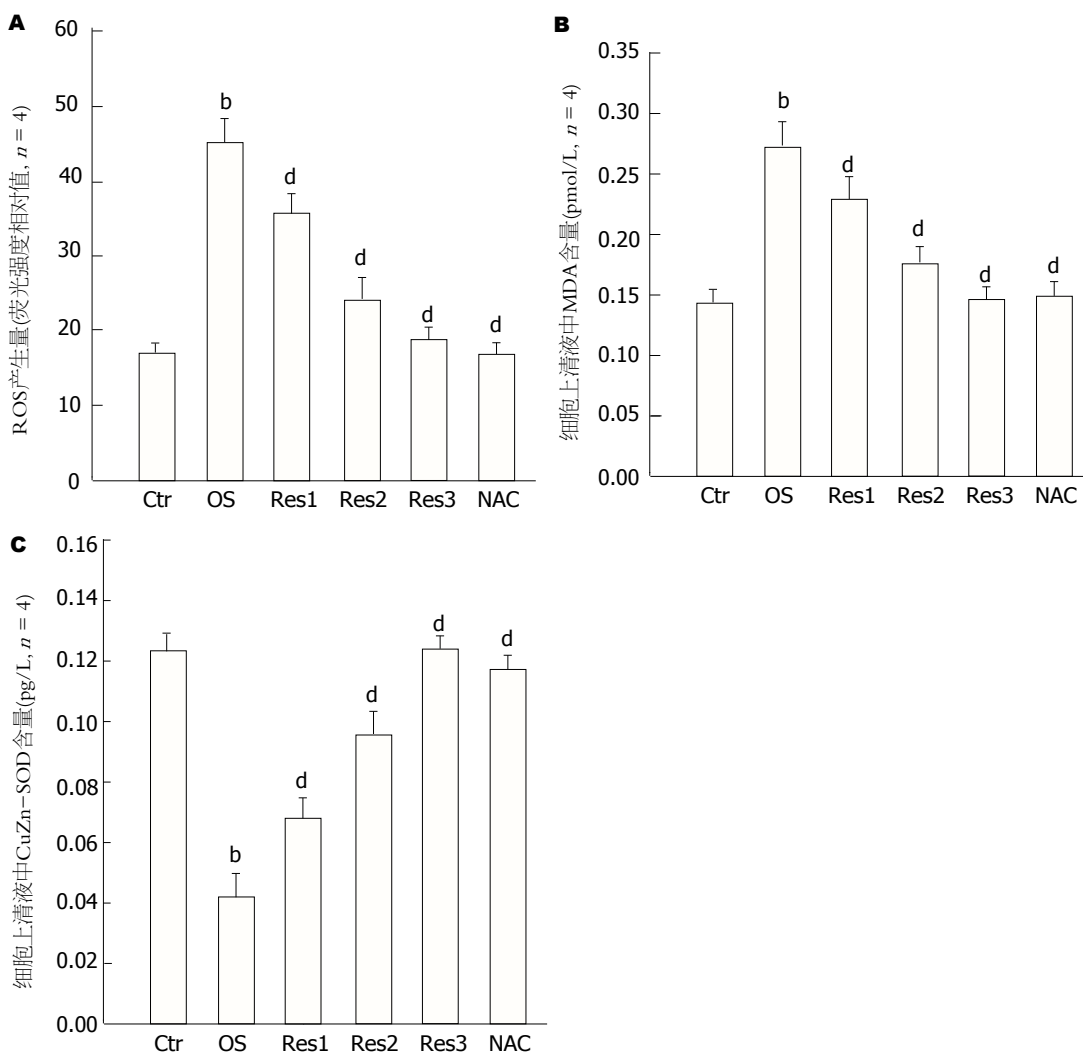 A
ROS产生量(荧光强度相对值, n = 4)
60
50
40
30
20
10
0
b
d
d
d
d
Ctr OS Res1 Res2 Res3 NAC
B
细胞上清液中MDA含量(pmol/L, n = 4)
0.35
0.30
0.25
0.20
0.15
0.10
0.05
0.00
b
d
d
d
d
Ctr OS Res1 Res2 Res3 NAC
C
细胞上清液中CuZn-SOD含量(pg/L, n = 4)
0.16
0.14
0.12
0.10
0.08
0.06
0.04
0.02
0.00
b
d
d
d
d
Ctr OS Res1 Res2 Res3 NAC